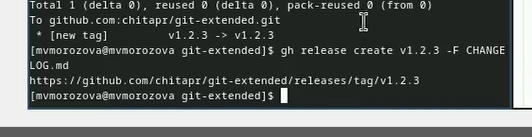 Total 1 (delta 0), reused 0 (delta 0), pack-reused 0 (from 0)
To github.com:chitapr/git-extended.git
 * [new tag]         v1.2.3 -> v1.2.3
[mvmorozova@mvmorozova git-extended]$ gh release create v1.2.3 -F CHANGE
LOG.md
https://github.com/chitapr/git-extended/releases/tag/v1.2.3
[mvmorozova@mvmorozova git-extended]$